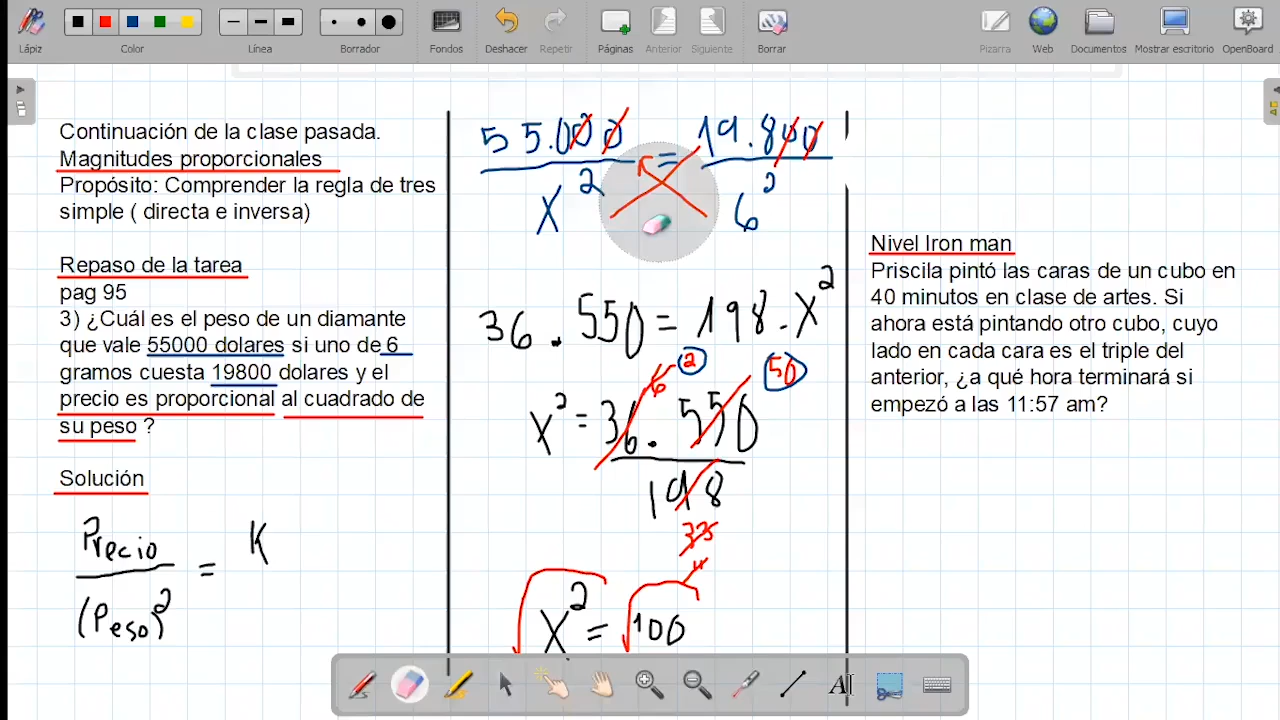 Lápiz
Color
Línea
Borrador
Fondos
Deshacer
Repetir
Páginas
Anterior
Siguiente
Borrar
Pizarra
Web
Documentos
Mostrar escritorio
OpenBoard
Continuación de la clase pasada.
Magnitudes proporcionales
Propósito: Comprender la regla de tres
simple ( directa e inversa)
Repaso de la tarea
pag 95
3) ¿Cuál es el peso de un diamante
que vale 55000 dolares si uno de 6
gramos cuesta 19800 dolares y el
precio es proporcional al cuadrado de
su peso ?
Solución
Precio
= K
(Peso)²
55.000 = 19.800
x² 6²
36 . 550 = 198 . x²
6 2 50
x² = 36 . 550
198
11
x² = 100
Nivel Iron man
Priscila pintó las caras de un cubo en
40 minutos en clase de artes. Si
ahora está pintando otro cubo, cuyo
lado en cada cara es el triple del
anterior, ¿a qué hora terminará si
empezó a las 11:57 am?